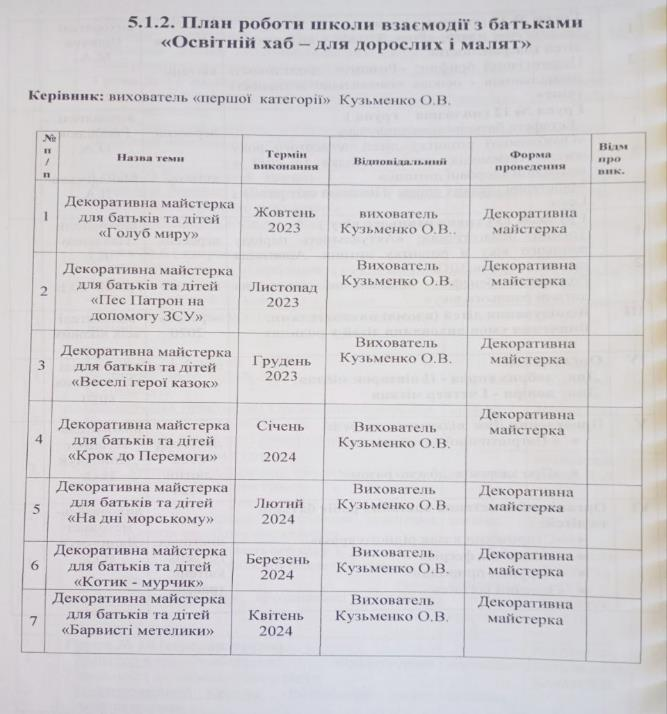 5.1.2. План роботи школи взаємодії з батьками
«Освітній хаб – для дорослих і малят»
Керівник: вихователь «першої категорії» Кузьменко О.В.
№
п
/
п
Назва теми
Термін
виконання
Відповідальний
Форма
проведення
Відм
про
вик.
1
Декоративна майстерка
для батьків та дітей
«Голуб миру»
Жовтень
2023
вихователь
Кузьменко О.В..
Декоративна
майстерка
2
Декоративна майстерка
для батьків та дітей
«Пес Патрон на
допомогу ЗСУ»
Листопад
2023
Вихователь
Кузьменко О.В.
Декоративна
майстерка
3
Декоративна майстерка
для батьків та дітей
«Веселі герої казок»
Грудень
2023
Вихователь
Кузьменко О.В.
Декоративна
майстерка
4
Декоративна майстерка
для батьків та дітей
«Крок до Перемоги»
Січень
2024
Вихователь
Кузьменко О.В.
Декоративна
майстерка
5
Декоративна майстерка
для батьків та дітей
«На дні морському»
Лютий
2024
Вихователь
Кузьменко О.В.
Декоративна
майстерка
6
Декоративна майстерка
для батьків та дітей
«Котик - мурчик»
Березень
2024
Вихователь
Кузьменко О.В.
Декоративна
майстерка
7
Декоративна майстерка
для батьків та дітей
«Барвисті метелики»
Квітень
2024
Вихователь
Кузьменко О.В.
Декоративна
майстерка